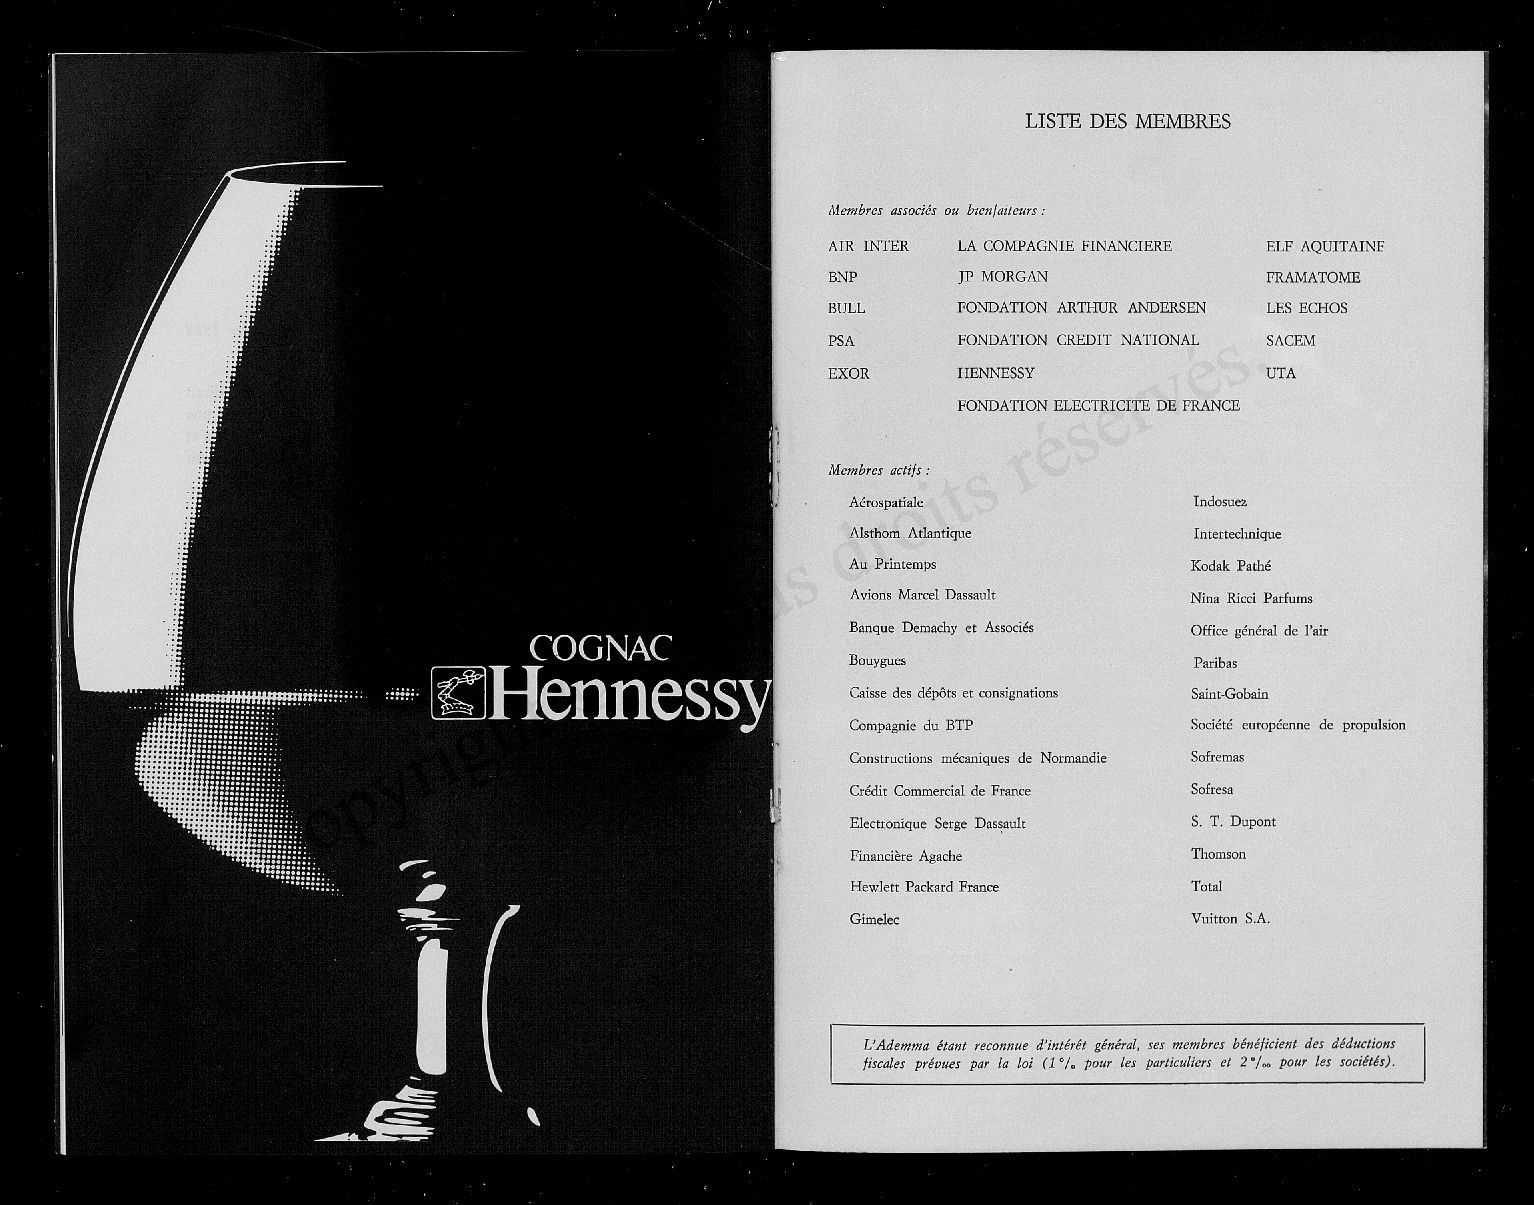 COGNAC
Hennessy
LISTE DES MEMBRES
Membres associés ou bienfaiteurs :
AIR INTER LA COMPAGNIE FINANCIERE ELF AQUITAINE
BNP JP MORGAN FRAMATOME
BULL FONDATION ARTHUR ANDERSEN LES ECHOS
PSA FONDATION CREDIT NATIONAL SACEM
EXOR HENNESSY UTA
FONDATION ELECTRICITE DE FRANCE
Membres actifs :
Aérospatiale Indosuez
Alsthom Atlantique Intertechnique
Au Printemps Kodak Pathé
Avions Marcel Dassault Nina Ricci Parfums
Banque Demachy et Associés Office général de l'air
Bouygues Paribas
Caisse des dépôts et consignations Saint-Gobain
Compagnie du BTP Société européenne de propulsion
Constructions mécaniques de Normandie Sofremas
Crédit Commercial de France Sofresa
Electronique Serge Dassault S. T. Dupont
Financière Agache Thomson
Hewlett Packard France Total
Gimelec Vuitton S.A.
L'Ademma étant reconnue d'intérêt général, ses membres bénéficient des déductions
fiscales prévues par la loi (1 % pour les particuliers et 2 ‰ pour les sociétés).
droits réservés.